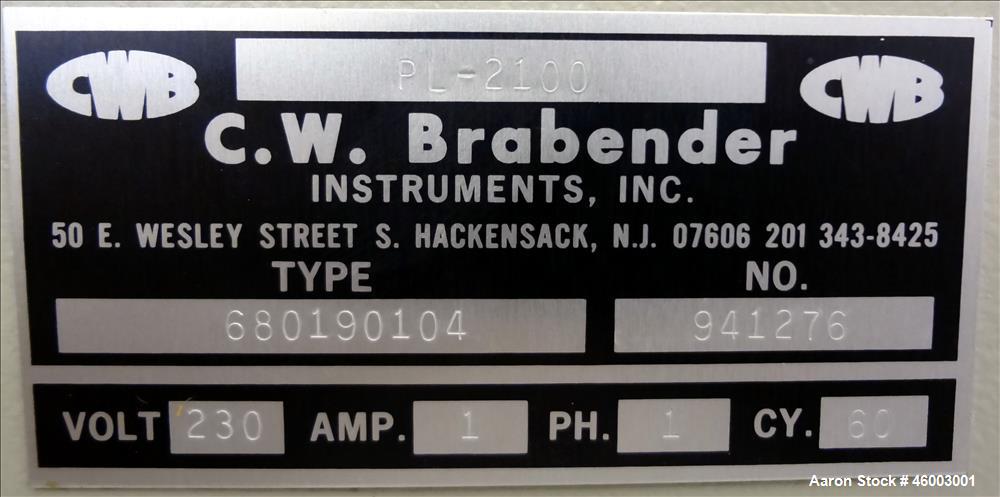 CWB PL-2100 CWB
C.W. Brabender
INSTRUMENTS, INC.
50 E. WESLEY STREET S. HACKENSACK, N.J. 07606 201 343-8425
TYPE NO.
680190104 941276
VOLT 230 AMP. 1 PH. 1 CY. 60
Aaron Stock # 46003001